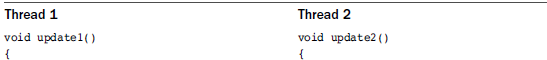 Thread 1 Thread 2
void update1() void update2()
{ {